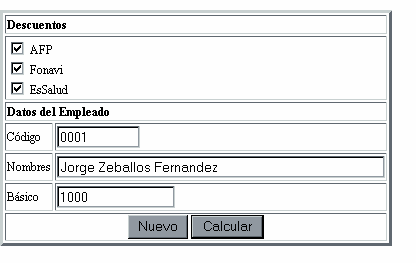 Descuentos
AFP
Fonavi
EsSalud
Datos del Empleado
Código 0001
Nombres Jorge Zeballos Fernandez
Básico 1000
Nuevo Calcular